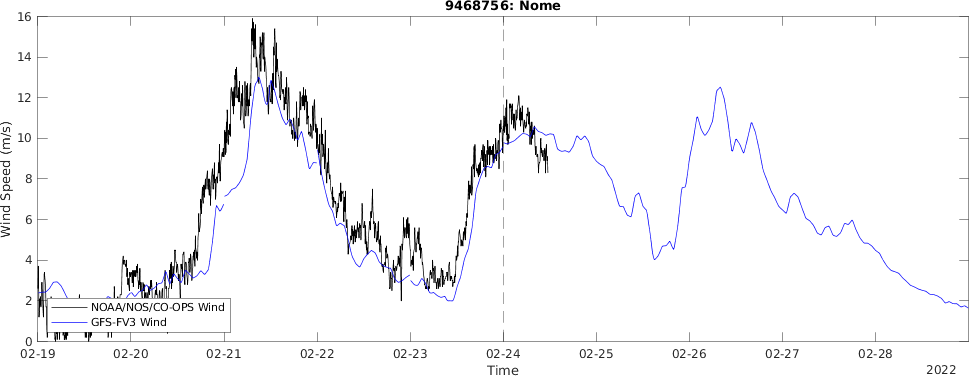 9468756: Nome
16
14
12
10
8
6
4
2
0
Wind Speed (m/s)
NOAA/NOS/CO-OPS Wind
GFS-FV3 Wind
02-19 02-20 02-21 02-22 02-23 02-24 02-25 02-26 02-27 02-28
Time
2022